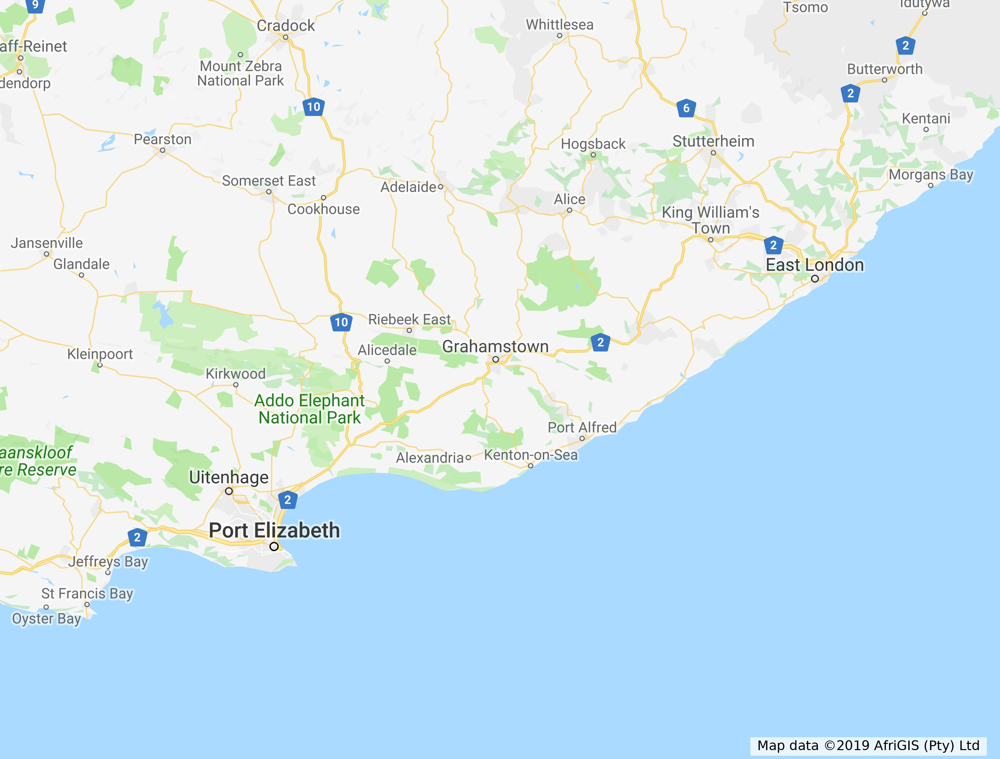 9
Cradock
Whittlesea
Tsomo
Idutywa
aff-Reinet
2
Mount Zebra
National Park
Butterworth
dendorp
2
10
6
Kentani
Pearston
Hogsback
Stutterheim
Somerset East
Adelaide
Morgans Bay
Alice
Cookhouse
King William's
Town
Jansenville
2
Glandale
East London
10
Riebeek East
2
Grahamstown
Kleinpoort
Alicedale
Kirkwood
Addo Elephant
National Park
Port Alfred
aanskloof
re Reserve
Alexandria
Kenton-on-Sea
Uitenhage
2
Port Elizabeth
2
Jeffreys Bay
St Francis Bay
Oyster Bay
Map data ©2019 AfriGIS (Pty) Ltd